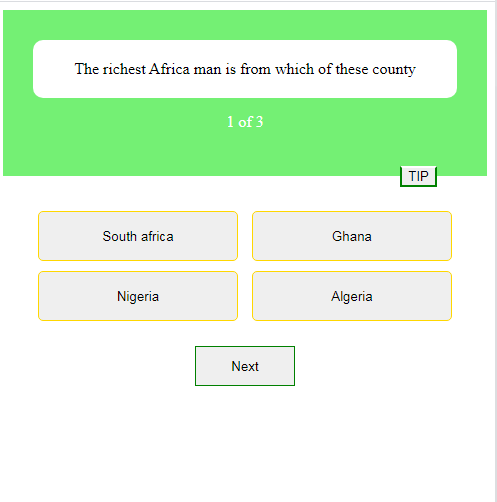 The richest Africa man is from which of these county
1 of 3
TIP
South africa
Ghana
Nigeria
Algeria
Next